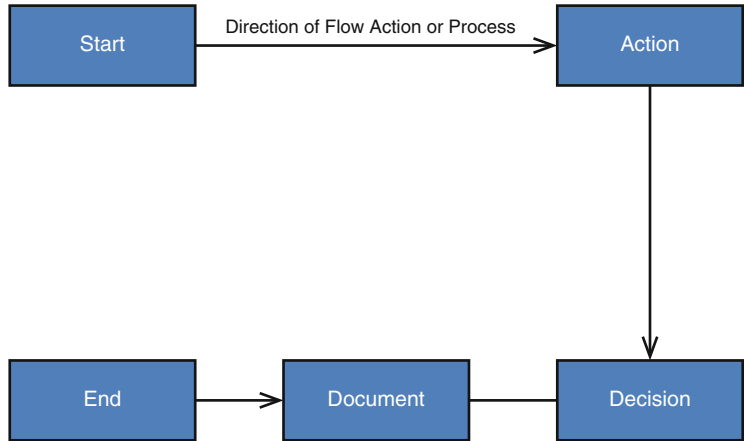 Start
Direction of Flow Action or Process
Action
End
Document
Decision